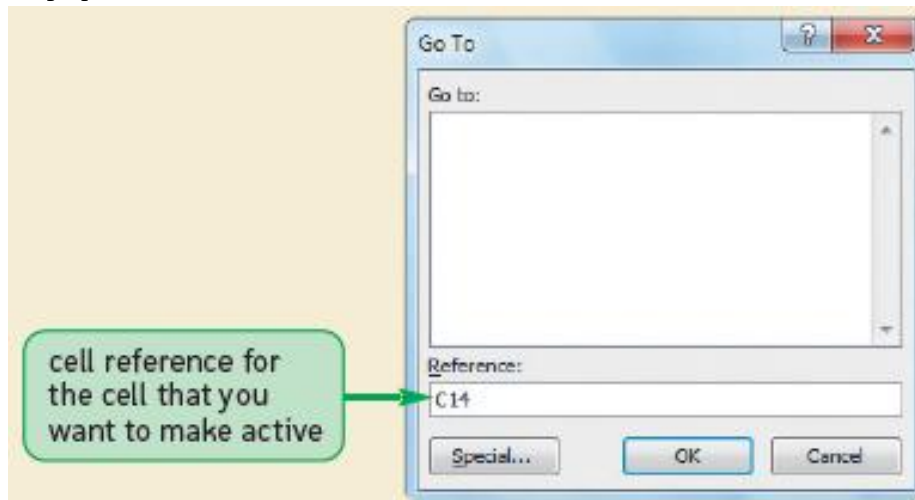 Go To
Go to:
cell reference for
the cell that you
want to make active
Reference:
C14
Special...
OK
Cancel